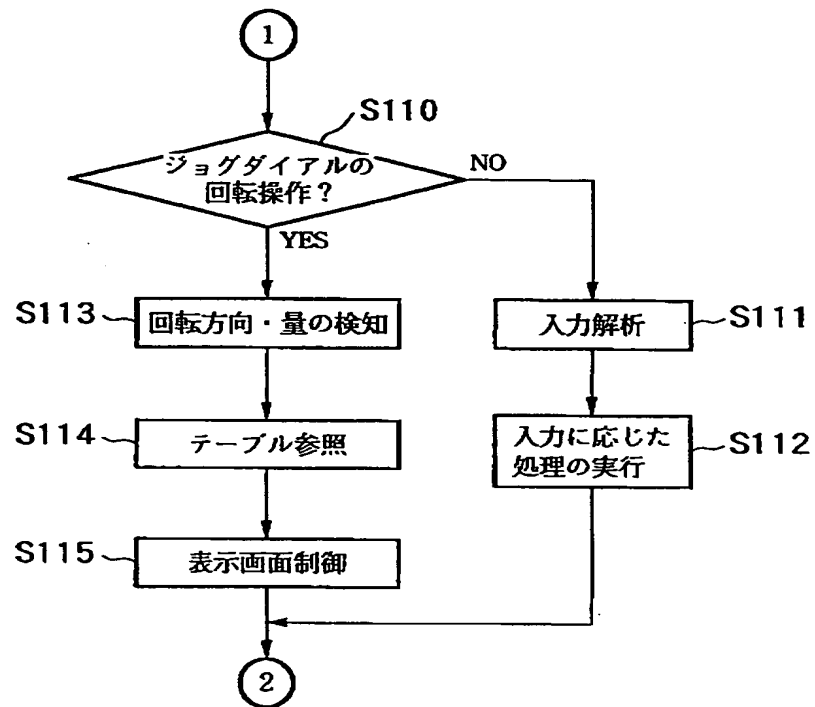 1
S110
ジョグダイアルの
回転操作？
NO
YES
S113
回転方向・量の検知
入力解析
S111
S114
テーブル参照
入力に応じた
処理の実行
S112
S115
表示画面制御
2